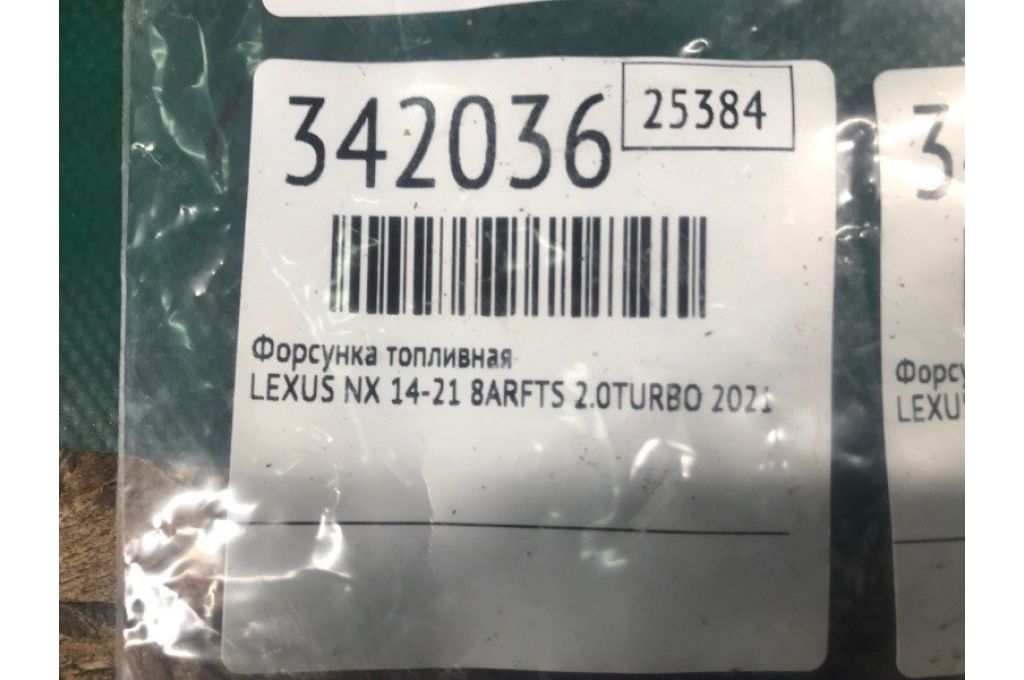 342036
25384
Форсунка топливная
LEXUS NX 14-21 8ARFTS 2.0TURBO 2021